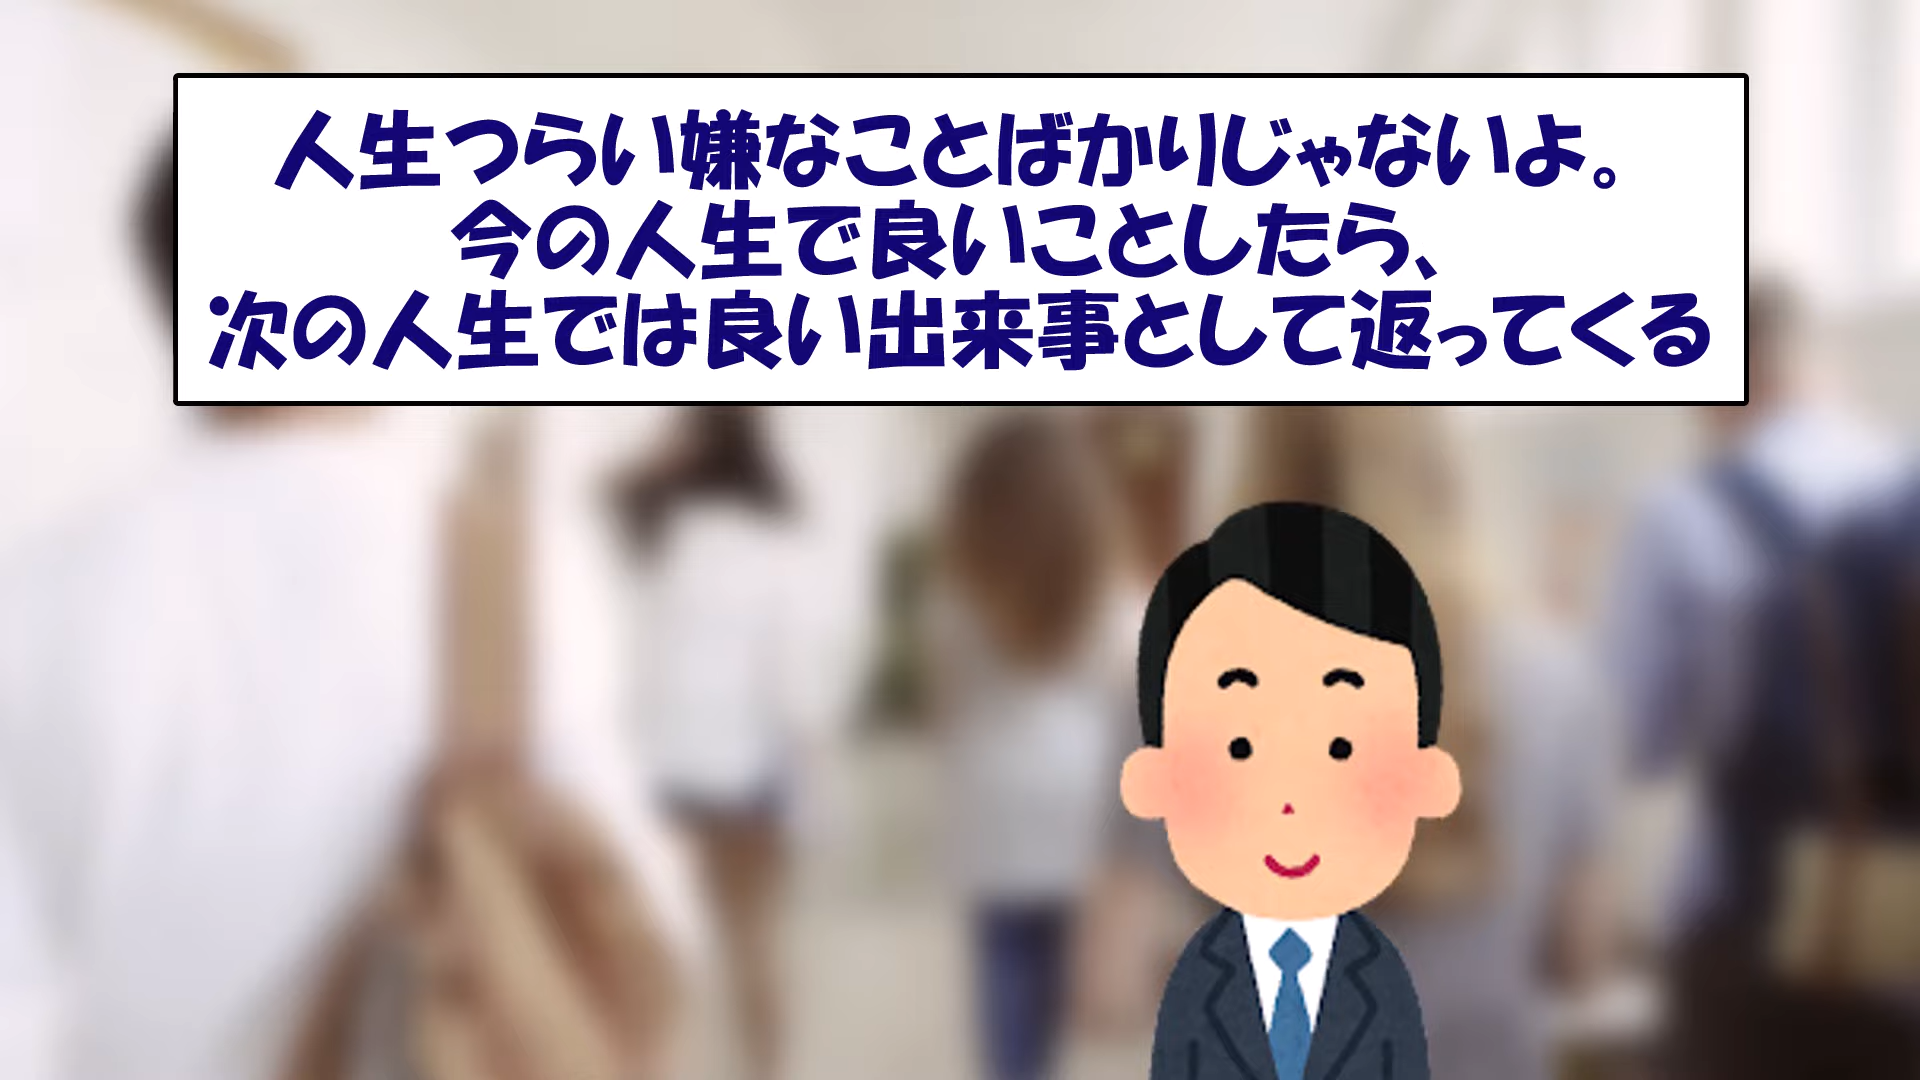 人生つらい嫌なことばかりじゃないよ。
今の人生で良いことしたら、
次の人生では良い出来事として返ってくる